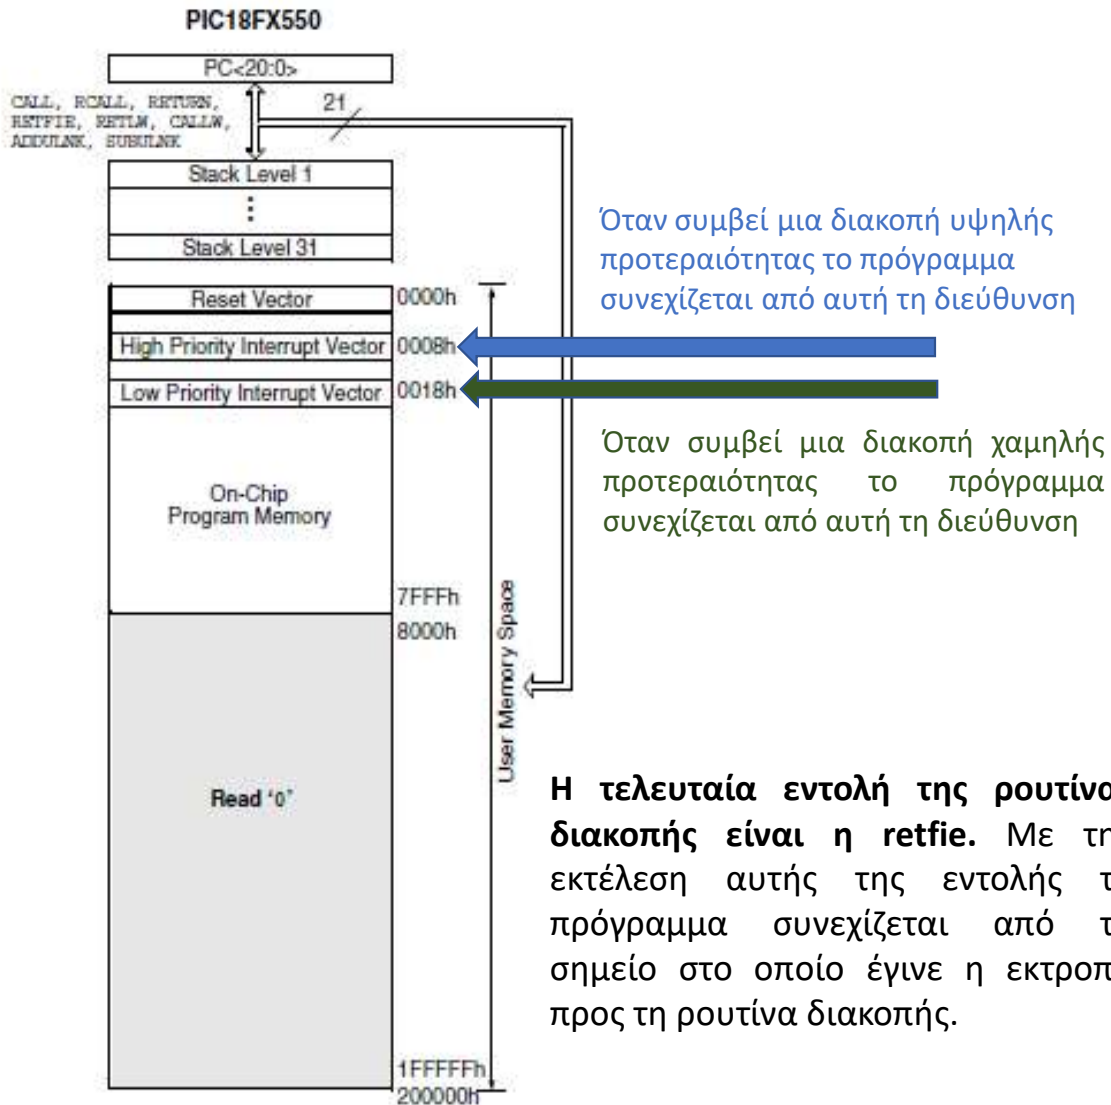 PIC18FX550
PC<20:0>
CALL, RCALL, RETURN,
RETFIE, RETLW, CALLW,
ADDULNK, SUBULNK
21
Stack Level 1
Stack Level 31
Reset Vector
0000h
High Priority Interrupt Vector
0008h
Low Priority Interrupt Vector
0018h
On-Chip
Program Memory
7FFFh
8000h
Read ‘0’
1FFFFFh
200000h
User Memory Space
Όταν συμβεί μια διακοπή υψηλής
προτεραιότητας το πρόγραμμα
συνεχίζεται από αυτή τη διεύθυνση
Όταν συμβεί μια διακοπή χαμηλής
προτεραιότητας το πρόγραμμα
συνεχίζεται από αυτή τη διεύθυνση
Η τελευταία εντολή της ρουτίνα
διακοπής είναι η retfie. Με τη
εκτέλεση αυτής της εντολής τ
πρόγραμμα συνεχίζεται από τ
σημείο στο οποίο έγινε η εκτροπ
προς τη ρουτίνα διακοπής.